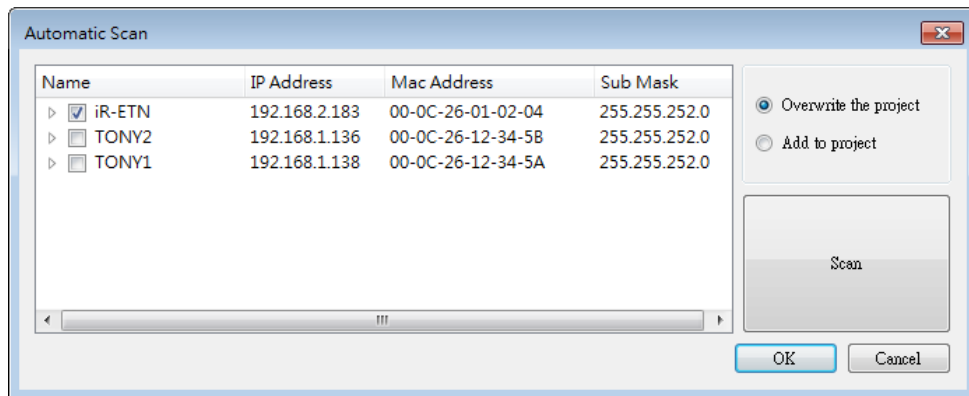 Automatic Scan
Name IP Address Mac Address Sub Mask
iR-ETN 192.168.2.183 00-0C-26-01-02-04 255.255.252.0
TONY2 192.168.1.136 00-0C-26-12-34-5B 255.255.252.0
TONY1 192.168.1.138 00-0C-26-12-34-5A 255.255.252.0
Overwrite the project
Add to project
Scan
OK Cancel